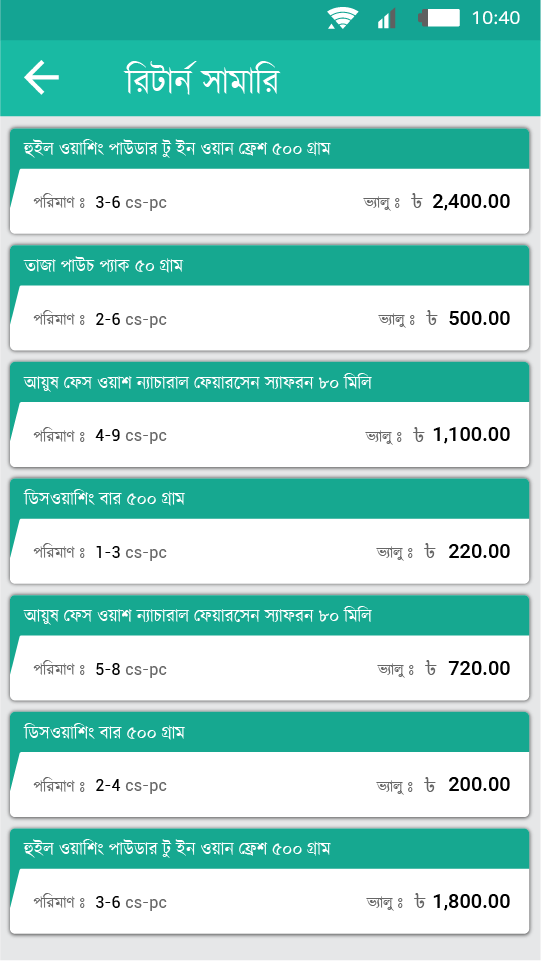 10:40
রিটার্ন সামারি
হুইল ওয়াশিং পাউডার টু ইন ওয়ান ফ্রেশ ৫০০ গ্রাম
পরিমাণ ঃ 3-6 cs-pc ভ্যালু ঃ ৳ 2,400.00
তাজা পাউচ প্যাক ৫০ গ্রাম
পরিমাণ ঃ 2-6 cs-pc ভ্যালু ঃ ৳ 500.00
আয়ুষ ফেস ওয়াশ ন্যাচারাল ফেয়ারসেন স্যাফরন ৮০ মিলি
পরিমাণ ঃ 4-9 cs-pc ভ্যালু ঃ ৳ 1,100.00
ডিসওয়াশিং বার ৫০০ গ্রাম
পরিমাণ ঃ 1-3 cs-pc ভ্যালু ঃ ৳ 220.00
আয়ুষ ফেস ওয়াশ ন্যাচারাল ফেয়ারসেন স্যাফরন ৮০ মিলি
পরিমাণ ঃ 5-8 cs-pc ভ্যালু ঃ ৳ 720.00
ডিসওয়াশিং বার ৫০০ গ্রাম
পরিমাণ ঃ 2-4 cs-pc ভ্যালু ঃ ৳ 200.00
হুইল ওয়াশিং পাউডার টু ইন ওয়ান ফ্রেশ ৫০০ গ্রাম
পরিমাণ ঃ 3-6 cs-pc ভ্যালু ঃ ৳ 1,800.00